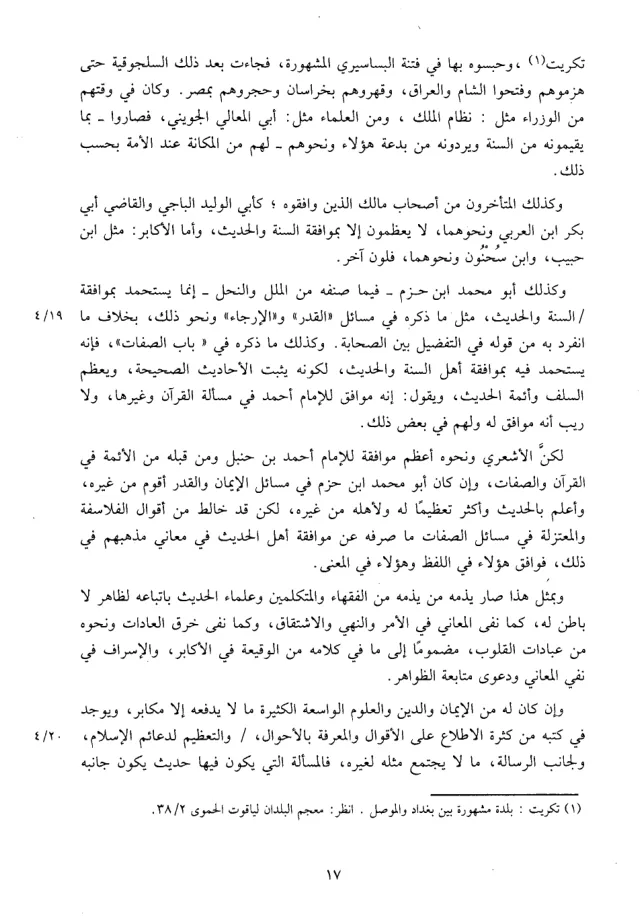 تكريت(١) ، وحبسوه بها في فتنة البساسيري المشهورة، فجاءت بعد ذلك السلجوقية حتى
هزموهم وفتحوا الشام والعراق، وقهروهم بخراسان وحجروهم بمصر. وكان في وقتهم
من الوزراء مثل : نظام الملك ، ومن العلماء مثل: أبي المعالي الجويني، فصاروا ـ بما
يقيمونه من السنة ويردونه من بدعة هؤلاء ونحوهم ـ لهم من المكانة عند الأمة بحسب
ذلك.
وكذلك المتأخرون من أصحاب مالك الذين وافقوه ؛ كأبي الوليد الباجي والقاضي أبي
بكر ابن العربي ونحوهما، لا يعظمون إلا بموافقة السنة والحديث، وأما الأكابر: مثل ابن
حبيب، وابن سُحْنُون ونحوهما، فلون آخر.
وكذلك أبو محمد ابن حزم ـ فيما صنفه من الملل والنحل ـ إنما يستحمد بموافقة
/ السنة والحديث، مثل ما ذكره في مسائل «القدر» و«الإرجاء» ونحو ذلك، بخلاف ما ٤/١٩
انفرد به من قوله في التفضيل بين الصحابة. وكذلك ما ذكره في « باب الصفات»، فإنه
يستحمد فيه بموافقة أهل السنة والحديث، لكونه يثبت الأحاديث الصحيحة، ويعظم
السلف وأئمة الحديث، ويقول: إنه موافق للإمام أحمد في مسألة القرآن وغيرها، ولا
ريب أنه موافق له ولهم في بعض ذلك.
لكنَّ الأشعري ونحوه أعظم موافقة للإمام أحمد بن حنبل ومن قبله من الأئمة في
القرآن والصفات، وإن كان أبو محمد ابن حزم في مسائل الإيمان والقدر أقوم من غيره،
وأعلم بالحديث وأكثر تعظيمًا له ولأهله من غيره، لكن قد خالط من أقوال الفلاسفة
والمعتزلة في مسائل الصفات ما صرفه عن موافقة أهل الحديث في معاني مذهبهم في
ذلك، فوافق هؤلاء في اللفظ وهؤلاء في المعنى.
وبمثل هذا صار يذمه من يذمه من الفقهاء والمتكلمين وعلماء الحديث باتباعه لظاهر لا
باطن له، كما نفى المعاني في الأمر والنهي والاشتقاق، وكما نفى خرق العادات ونحوه
من عبادات القلوب، مضمومًا إلى ما في كلامه من الوقيعة في الأكابر، والإسراف في
نفي المعاني ودعوى متابعة الظواهر.
وإن كان له من الإيمان والدين والعلوم الواسعة الكثيرة ما لا يدفعه إلا مكابر، ويوجد
في كتبه من كثرة الاطلاع على الأقوال والمعرفة بالأحوال، / والتعظيم لدعائم الإسلام، ٤/٢٠
ولجانب الرسالة، ما لا يجتمع مثله لغيره، فالمسألة التي يكون فيها حديث يكون جانبه
(١) تكريت : بلدة مشهورة بين بغداد والموصل . انظر: معجم البلدان لياقوت الحموى ٣٨/٢.
١٧